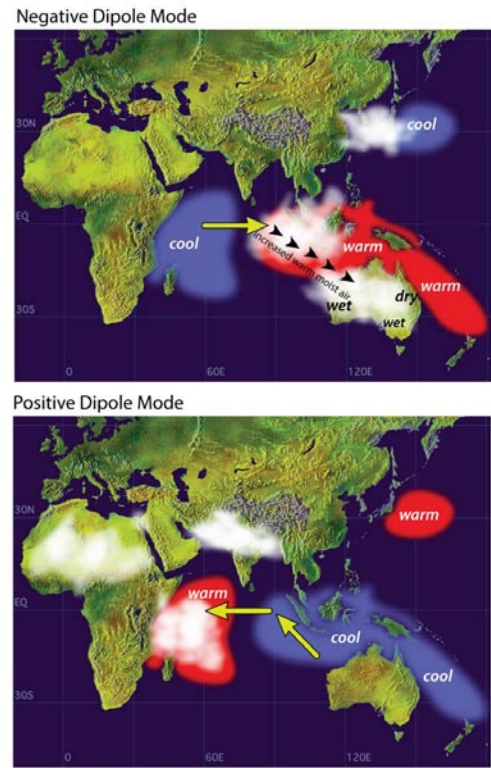 Negative Dipole Mode
30N
cool
EQ
cool
increased warm moist air
warm
warm
dry
wet
wet
30S
0
60E
120E
Positive Dipole Mode
30N
warm
warm
EQ
cool
cool
30S
0
60E
120E